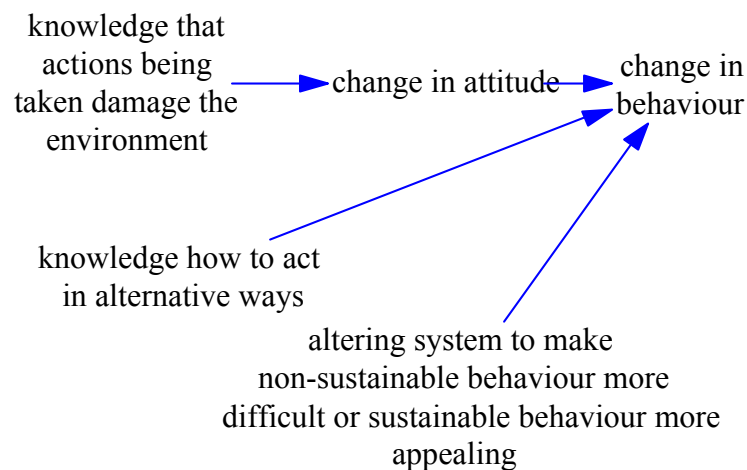 knowledge that
actions being
taken damage the
environment
change in attitude
change in
behaviour
knowledge how to act
in alternative ways
altering system to make
non-sustainable behaviour more
difficult or sustainable behaviour more
appealing